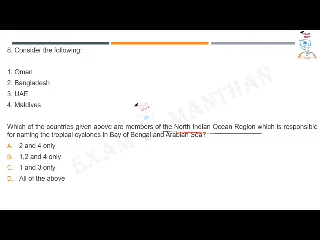 8. Consider the following:
1. Oman
2. Bangladesh
3. UAE
4. Maldives
Which of the countries given above are members of the North Indian Ocean Region which is responsible
for naming the tropical cyclones in Bay of Bengal and Arabian Sea?
A. 2 and 4 only
B. 1,2 and 4 only
C. 1 and 3 only
D. All of the above
EXAM MANTHAN